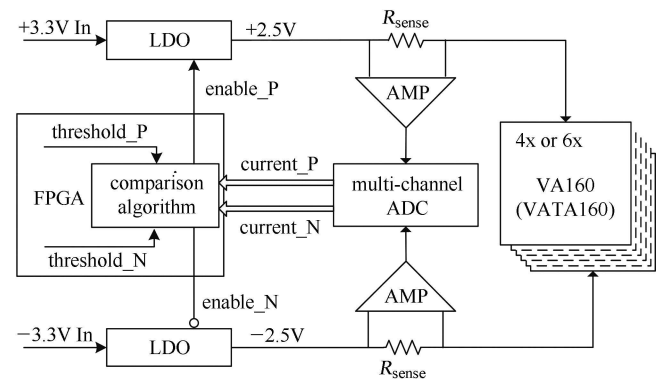 +3.3V In
LDO
+2.5V
Rsense
enable_P
AMP
threshold_P
FPGA
comparison
algorithm
current_P
current_N
multi-channel
ADC
4x or 6x
VA160
(VATA160)
threshold_N
enable_N
AMP
−3.3V In
LDO
−2.5V
Rsense